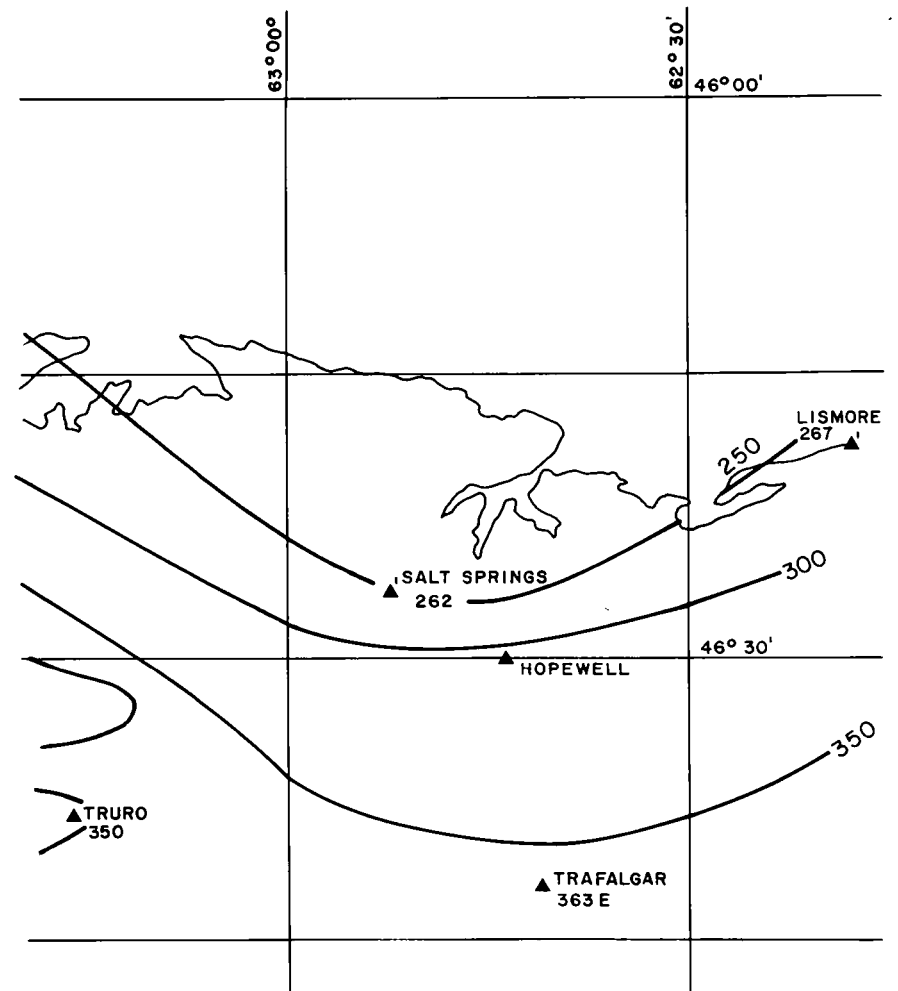 63° 00°
62° 30'
46° 00'
LISMORE
267
250
SALT SPRINGS
262
300
46° 30'
HOPEWELL
350
TRURO
350
TRAFALGAR
363 E